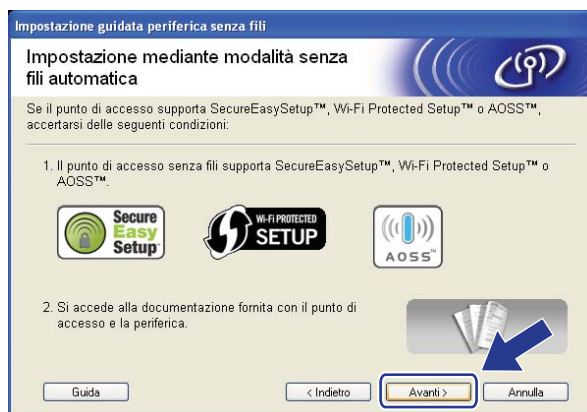 Impostazione guidata periferica senza fili
Impostazione mediante modalità senza
fili automatica
Se il punto di accesso supporta SecureEasySetup™, Wi-Fi Protected Setup™ o AOSS™,
accertarsi delle seguenti condizioni:
1. Il punto di accesso senza fili supporta SecureEasySetup™, Wi-Fi Protected Setup™ o
AOSS™.
Secure
Easy
Setup™
WI-FI PROTECTED
SETUP
AOSS™
2. Si accede alla documentazione fornita con il punto di
accesso e la periferica.
Guida
< Indietro
Avanti >
Annulla